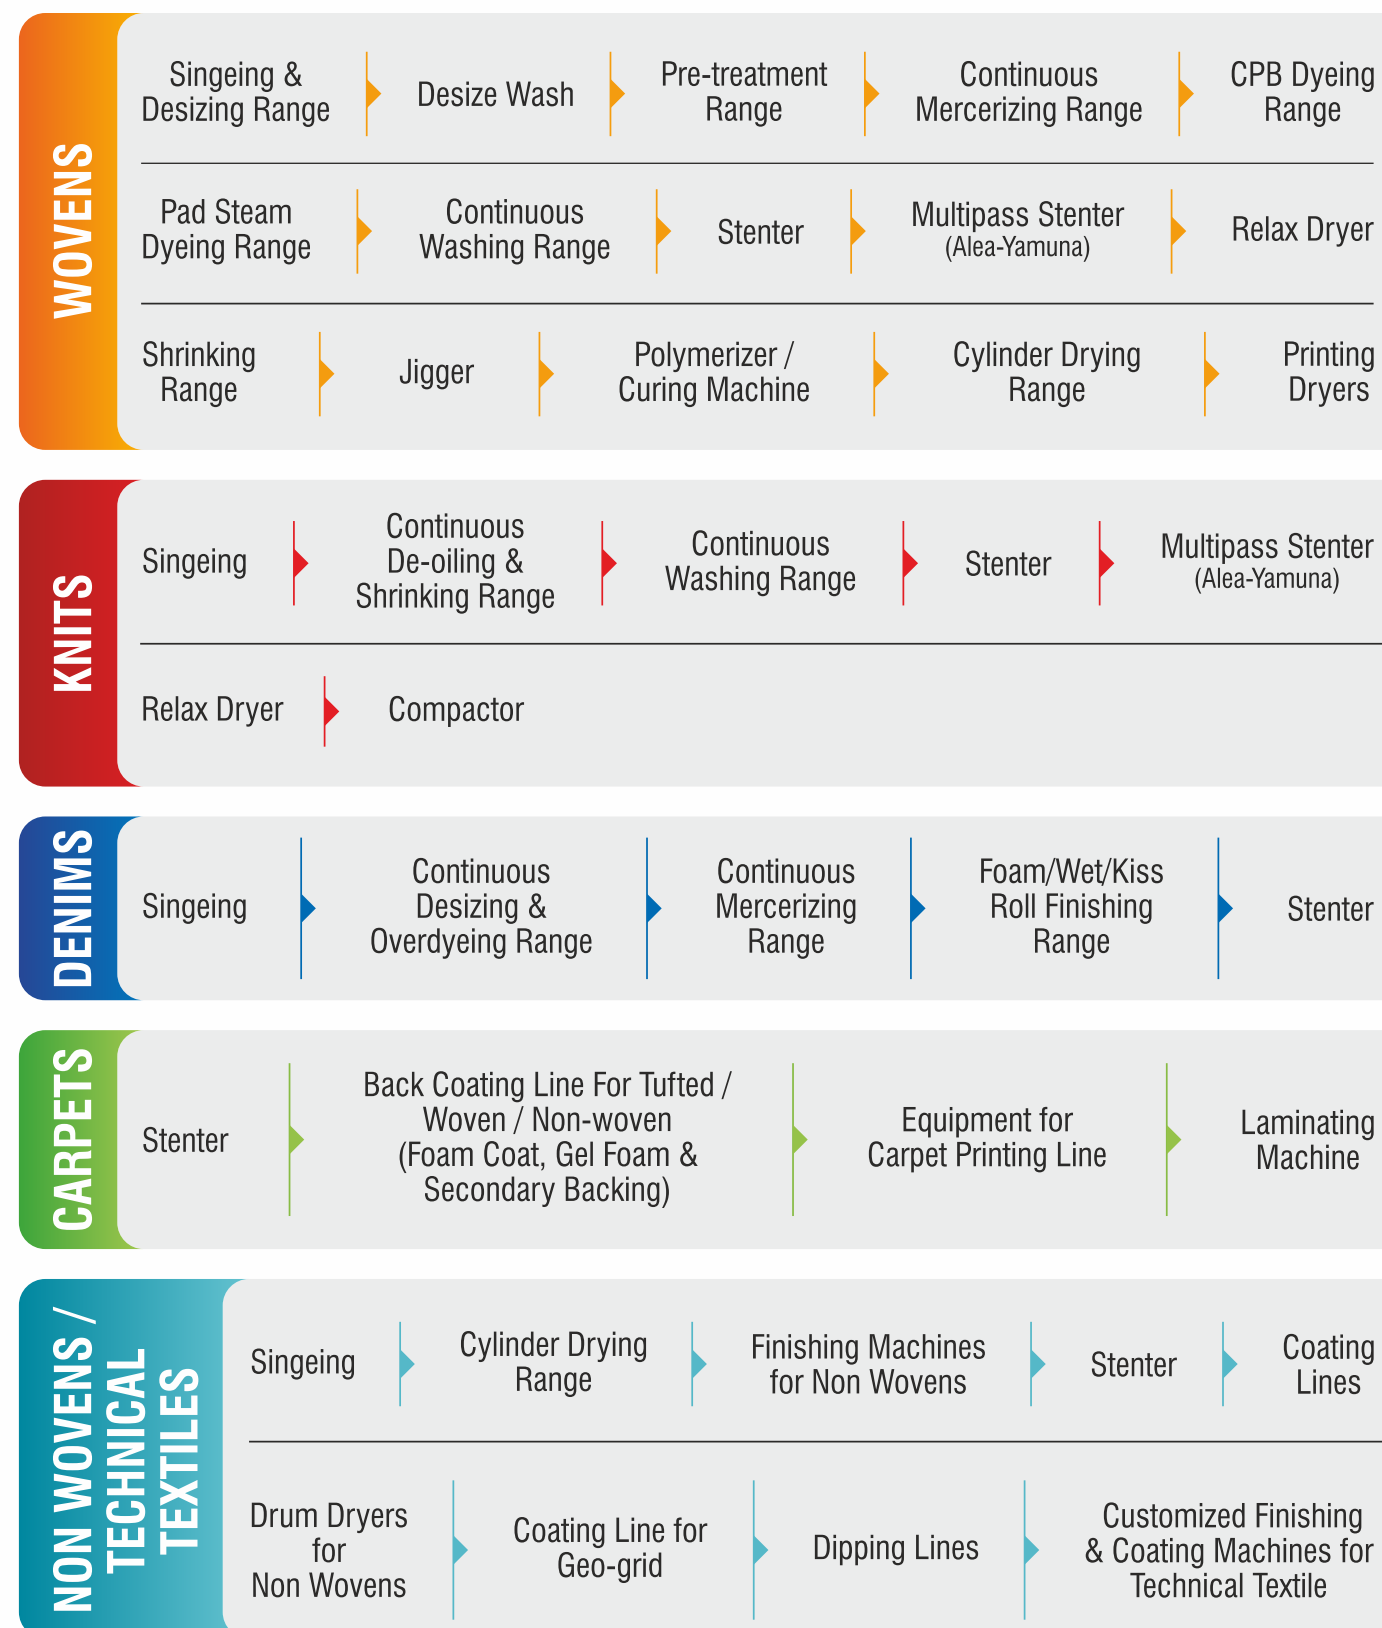 WOVENS
Singeing &
Desizing Range
Desize Wash
Pre-treatment
Range
Continuous
Mercerizing Range
CPB Dyeing
Range
Pad Steam
Dyeing Range
Continuous
Washing Range
Stenter
Multipass Stenter
(Alea-Yamuna)
Relax Dryer
Shrinking
Range
Jigger
Polymerizer /
Curing Machine
Cylinder Drying
Range
Printing
Dryers
KNITS
Singeing
Continuous
De-oiling &
Shrinking Range
Continuous
Washing Range
Stenter
Multipass Stenter
(Alea-Yamuna)
Relax Dryer
Compactor
DENIMS
Singeing
Continuous
Desizing &
Overdyeing Range
Continuous
Mercerizing
Range
Foam/Wet/Kiss
Roll Finishing
Range
Stenter
CARPETS
Stenter
Back Coating Line For Tufted /
Woven / Non-woven
(Foam Coat, Gel Foam &
Secondary Backing)
Equipment for
Carpet Printing Line
Laminating
Machine
NON WOVENS /
TECHNICAL
TEXTILES
Singeing
Cylinder Drying
Range
Finishing Machines
for Non Wovens
Stenter
Coating
Lines
Drum Dryers
for
Non Wovens
Coating Line for
Geo-grid
Dipping Lines
Customized Finishing
& Coating Machines for
Technical Textile